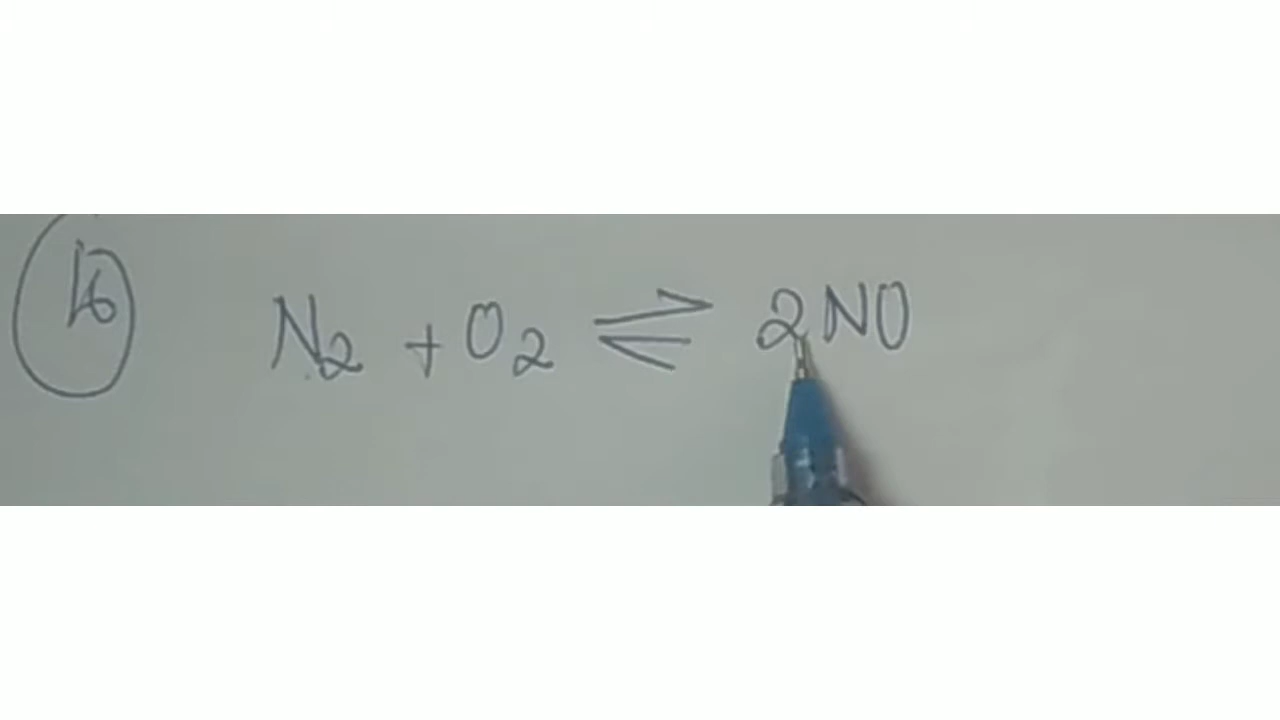 16 N₂ + O₂ ⇌ 2NO